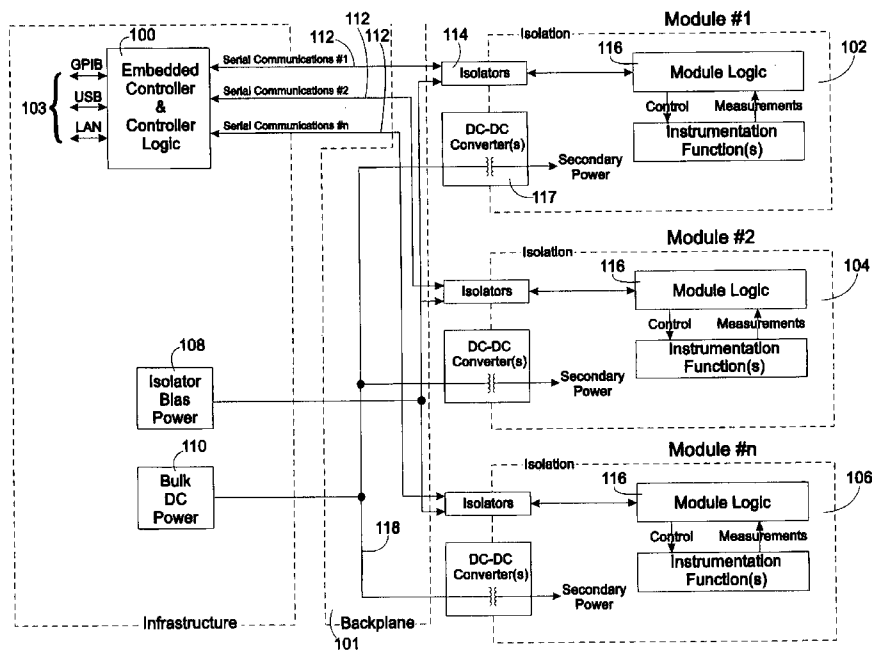 Module #1
112
112
112
100
114
Isolation
116
102
GPIB
USB
LAN
103
Embedded
Controller
&
Controller
Logic
Serial Communications #1
Serial Communications #2
Serial Communications #n
Isolators
Module Logic
Control
Measurements
Instrumentation
Function(s)
DC-DC
Converter(s)
Secondary
Power
117
Module #2
Isolation
116
104
Isolators
Module Logic
Control
Measurements
Instrumentation
Function(s)
DC-DC
Converter(s)
Secondary
Power
108
Isolator
Bias
Power
110
Bulk
DC
Power
Module #n
Isolation
116
106
Isolators
Module Logic
Control
Measurements
Instrumentation
Function(s)
118
DC-DC
Converter(s)
Secondary
Power
Infrastructure
Backplane
101